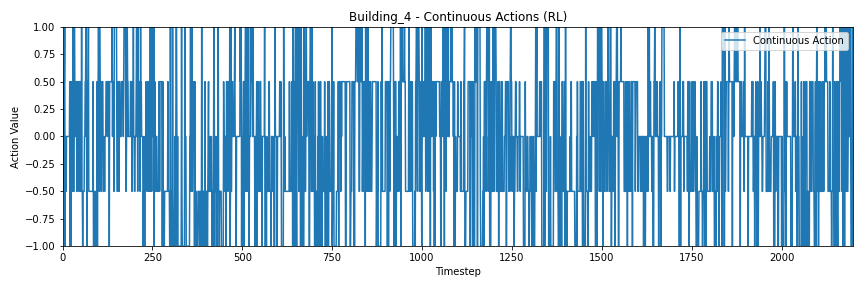 Building_4 - Continuous Actions (RL)
Continuous Action
Action Value
1.00
0.75
0.50
0.25
0.00
−0.25
−0.50
−0.75
−1.00
0 250 500 750 1000 1250 1500 1750 2000
Timestep